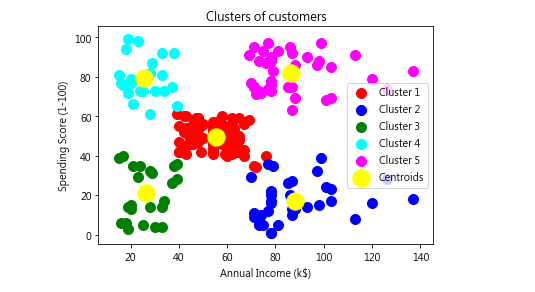 Clusters of customers
Spending Score (1-100)
100
80
60
40
20
0
Cluster 1
Cluster 2
Cluster 3
Cluster 4
Cluster 5
Centroids
20
40
60
80
100
120
140
Annual Income (k$)